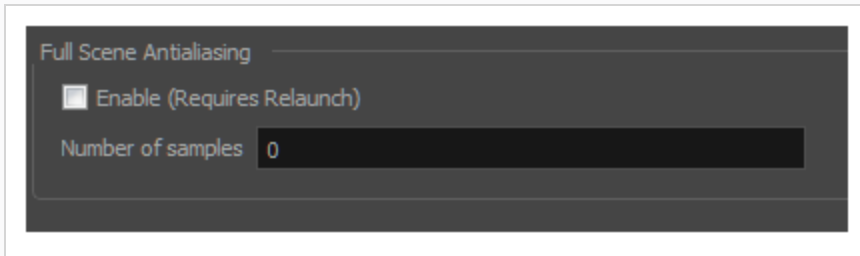 Full Scene Antialiasing
Enable (Requires Relaunch)
Number of samples 0